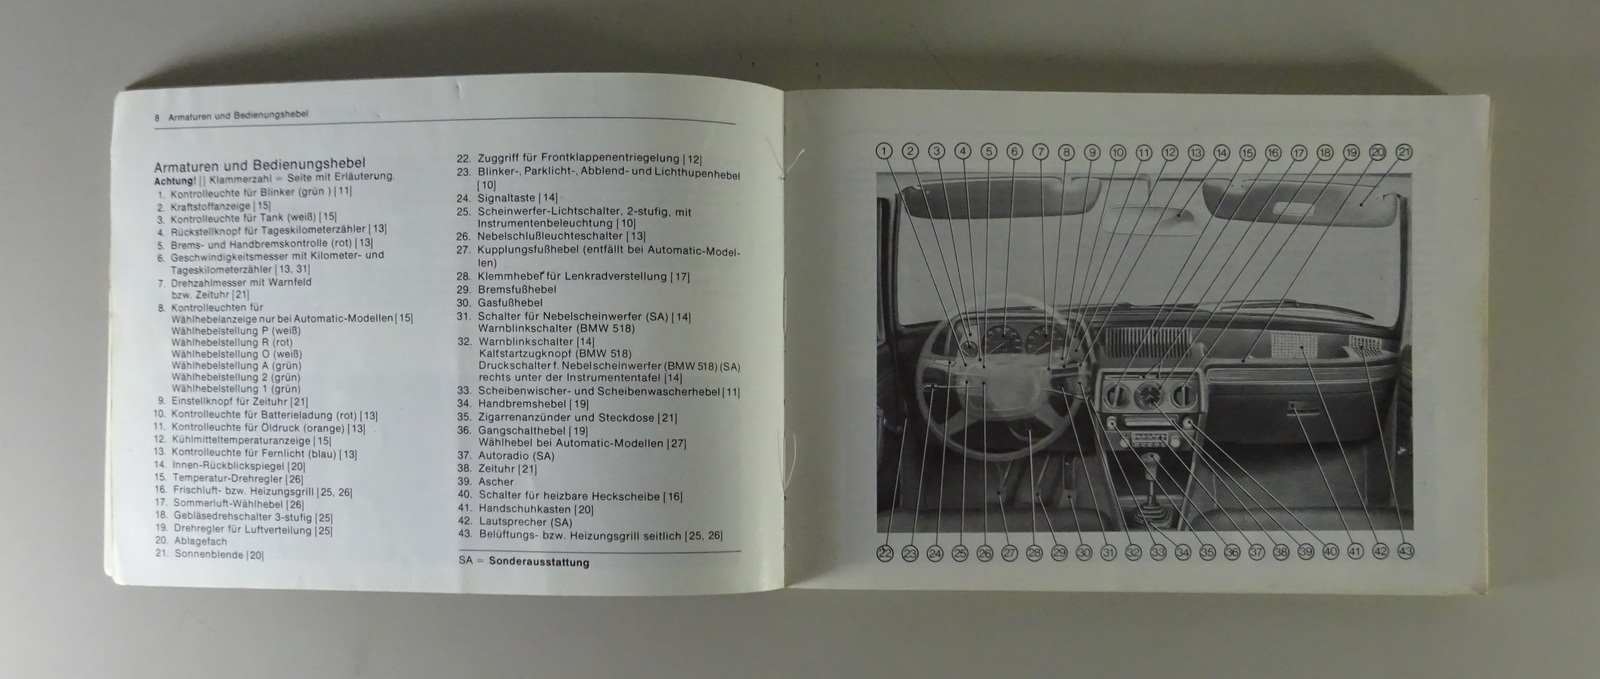 8 Armaturen und Bedienungshebel
Armaturen und Bedienungshebel
Achtung! [] Klammerzahl = Seite mit Erläuterung.
1. Kontrolleuchte für Blinker (grün ) [11]
2. Kraftstoffanzeige [15]
3. Kontrolleuchte für Tank (weiß) [15]
4. Rückstellknopf für Tageskilometerzähler [13]
5. Brems- und Handbremskontrolle (rot) [13]
6. Geschwindigkeitsmesser mit Kilometer- und
Tageskilometerzähler [13, 31]
7. Drehzahlmesser mit Warnfeld
bzw. Zeituhr [21]
8. Kontrolleuchten für
Wählhebelanzeige nur bei Automatic-Modellen [15]
Wählhebelstellung P (weiß)
Wählhebelstellung R (rot)
Wählhebelstellung O (weiß)
Wählhebelstellung A (grün)
Wählhebelstellung 2 (grün)
Wählhebelstellung 1 (grün)
9. Einstellknopf für Zeituhr [21]
10. Kontrolleuchte für Batterieladung (rot) [13]
11. Kontrolleuchte für Öldruck (orange) [13]
12. Kühlmitteltemperaturanzeige [15]
13. Kontrolleuchte für Fernlicht (blau) [13]
14. Innen-Rückblickspiegel [20]
15. Temperatur-Drehregler [26]
16. Frischluft- bzw. Heizungsgrill [25, 26]
17. Sommerluft-Wählhebel [26]
18. Gebläsedrehschalter 3-stufig [25]
19. Drehregler für Luftverteilung [25]
20. Ablagefach
21. Sonnenblende [20]
22. Zuggriff für Frontklappenentriegelung [12]
23. Blinker-, Parklicht-, Abblend- und Lichthupenhebel
[10]
24. Signaltaste [14]
25. Scheinwerfer-Lichtschalter, 2-stufig, mit
Instrumentenbeleuchtung [10]
26. Nebelschlußleuchteschalter [13]
27. Kupplungsfußhebel (entfällt bei Automatic-Model-
len)
28. Klemmhebel für Lenkradverstellung [17]
29. Bremsfußhebel
30. Gasfußhebel
31. Schalter für Nebelscheinwerfer (SA) [14]
Warnblinkschalter (BMW 518)
32. Warnblinkschalter [14]
Kaltstartzugknopf (BMW 518)
Druckschalter f. Nebelscheinwerfer (BMW 518) (SA)
rechts unter der Instrumententafel [14]
33. Scheibenwischer- und Scheibenwascherhebel [11]
34. Handbremshebel [19]
35. Zigarrenanzünder und Steckdose [21]
36. Gangschalthebel [19]
Wählhebel bei Automatic-Modellen [27]
37. Autoradio (SA)
38. Zeituhr [21]
39. Ascher
40. Schalter für heizbare Heckscheibe [16]
41. Handschuhkasten [20]
42. Lautsprecher (SA)
43. Belüftungs- bzw. Heizungsgrill seitlich [25, 26]
SA = Sonderausstattung
1 2 3 4 5 6 7 8 9 10 11 12 13 14 15 16 17 18 19 20 21
22 23 24 25 26 27 28 29 30 31 32 33 34 35 36 37 38 39 40 41 42 43